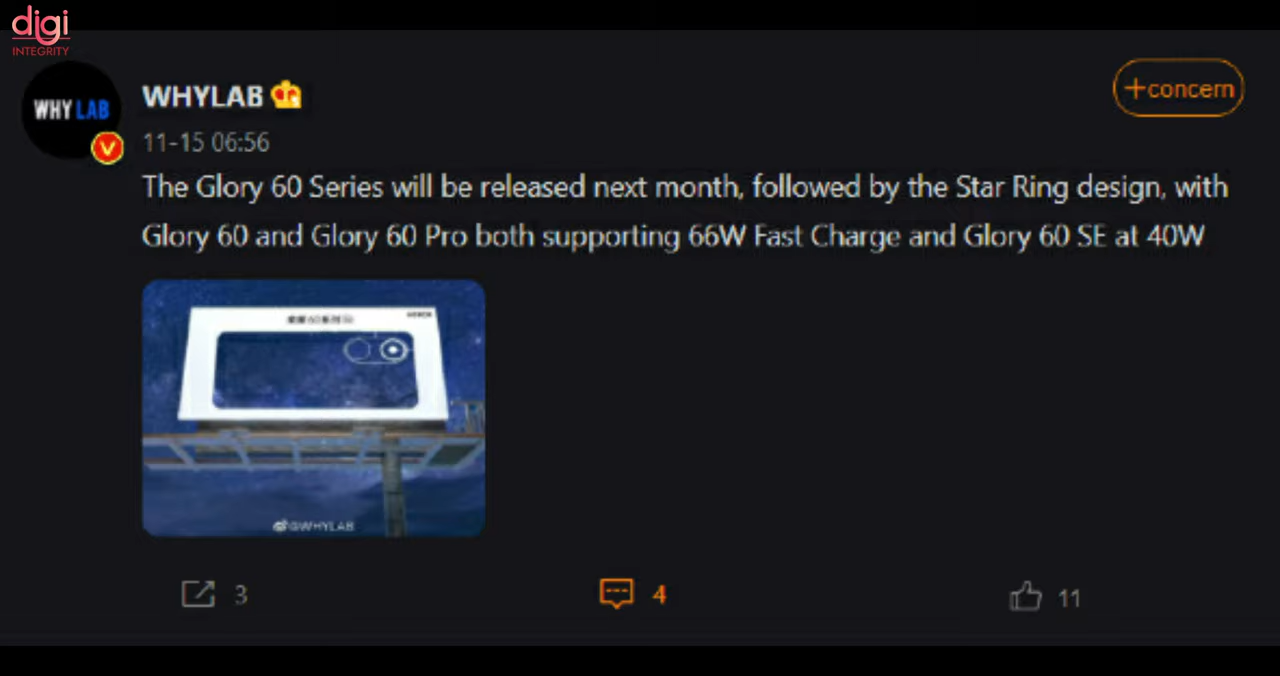 digi
INTEGRITY
WHY LAB
WHYLAB
+concern
11-15 06:56
The Glory 60 Series will be released next month, followed by the Star Ring design, with
Glory 60 and Glory 60 Pro both supporting 66W Fast Charge and Glory 60 SE at 40W
HONOR
@WHYLAB
3
4
11